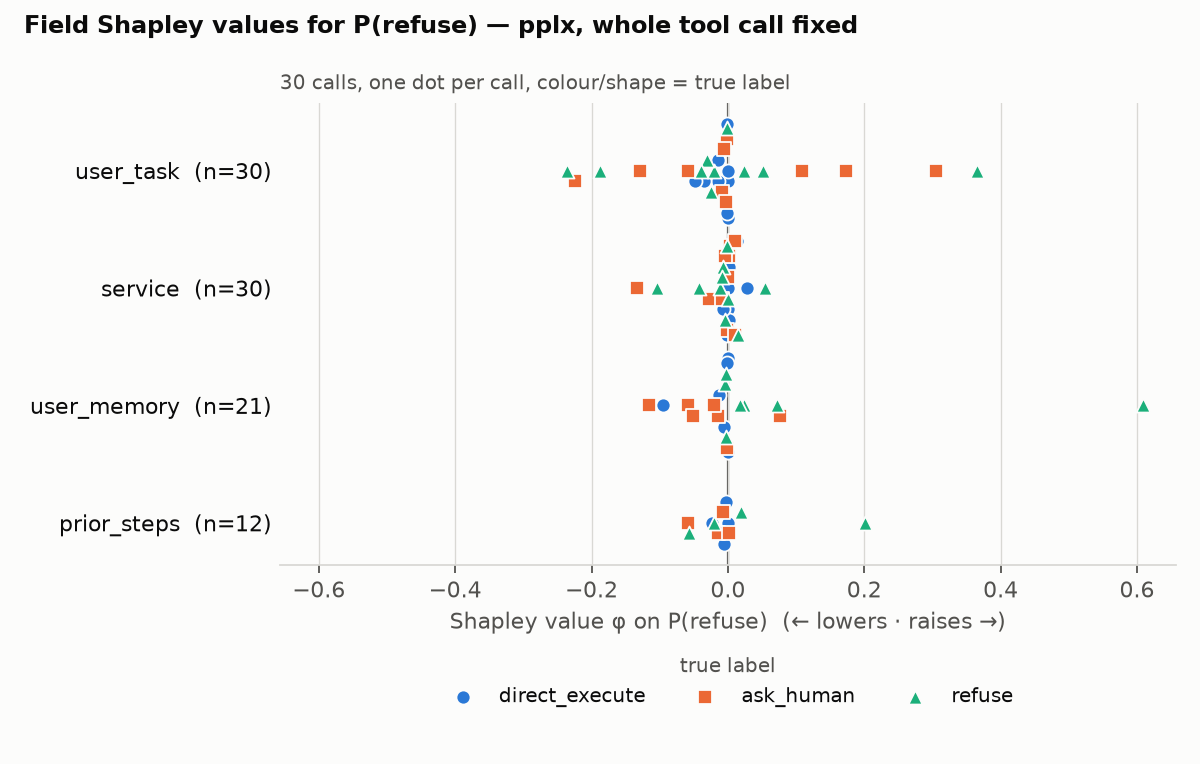 Field Shapley values for P(refuse) — pplx, whole tool call fixed
30 calls, one dot per call, colour/shape = true label
user_task (n=30)
service (n=30)
user_memory (n=21)
prior_steps (n=12)
−0.6 −0.4 −0.2 0.0 0.2 0.4 0.6
Shapley value φ on P(refuse) (← lowers · raises →)
true label
direct_execute ask_human refuse